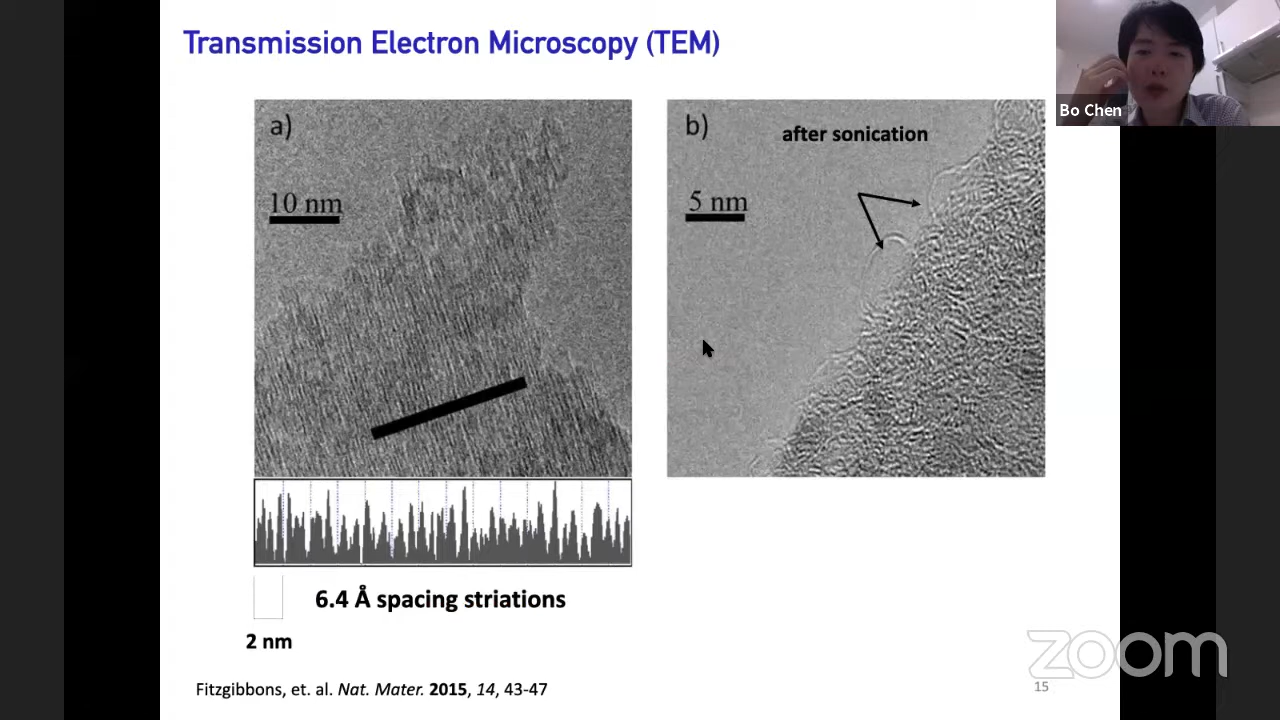 Transmission Electron Microscopy (TEM)
Bo Chen
a)
10 nm
b)
after sonication
5 nm
6.4 Å spacing striations
2 nm
Fitzgibbons, et. al. Nat. Mater. 2015, 14, 43-47
zoom
15